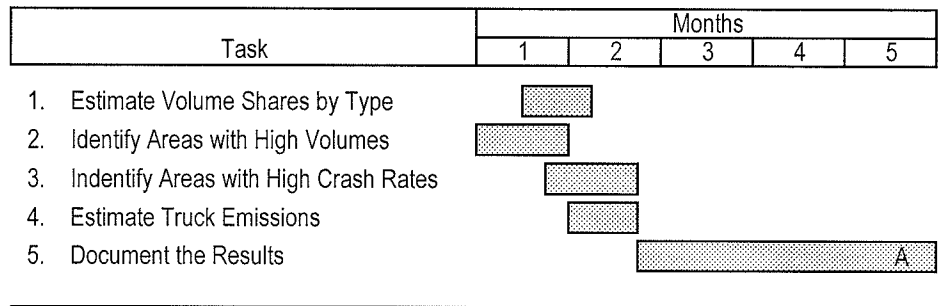 Months
Task 1 2 3 4 5
1. Estimate Volume Shares by Type
2. Identify Areas with High Volumes
3. Indentify Areas with High Crash Rates
4. Estimate Truck Emissions
5. Document the Results A